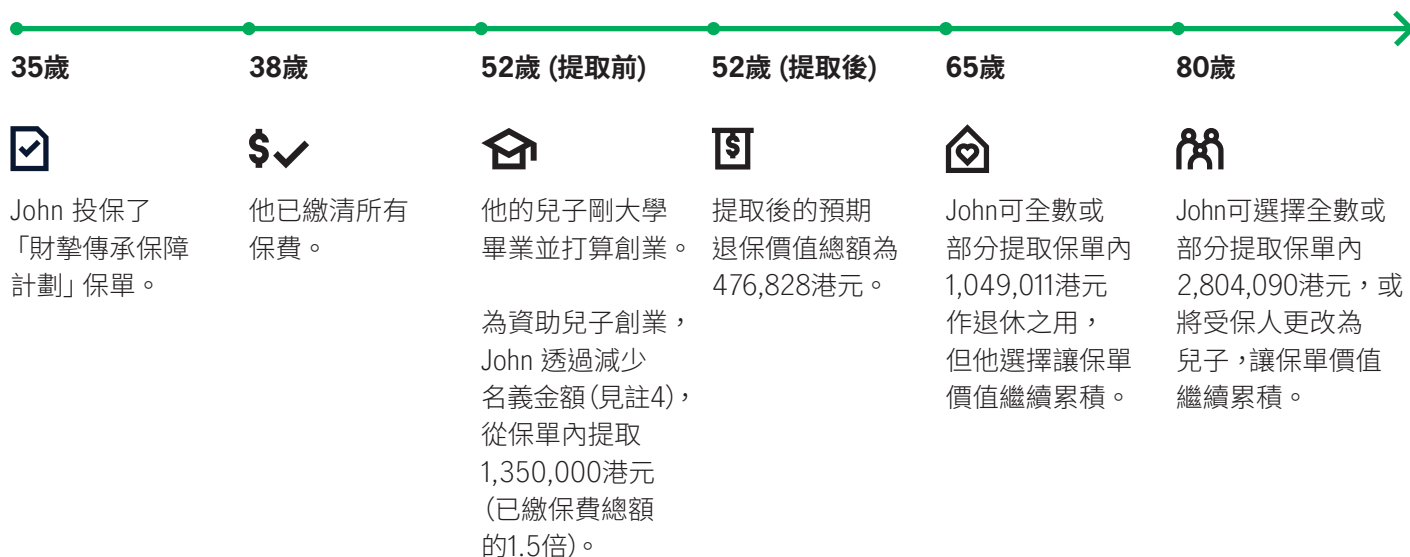 35歲
John 投保了
「財摯傳承保障
計劃」保單。
38歲
他已繳清所有
保費。
52歲 (提取前)
他的兒子剛大學
畢業並打算創業。
為資助兒子創業，
John 透過減少
名義金額（見註4），
從保單內提取
1,350,000港元
（已繳保費總額
的1.5倍）。
52歲 (提取後)
提取後的預期
退保價值總額為
476,828港元。
65歲
John可全數或
部分提取保單內
1,049,011港元
作退休之用，
但他選擇讓保單
價值繼續累積。
80歲
John可選擇全數或
部分提取保單內
2,804,090港元，或
將受保人更改為
兒子，讓保單價值
繼續累積。